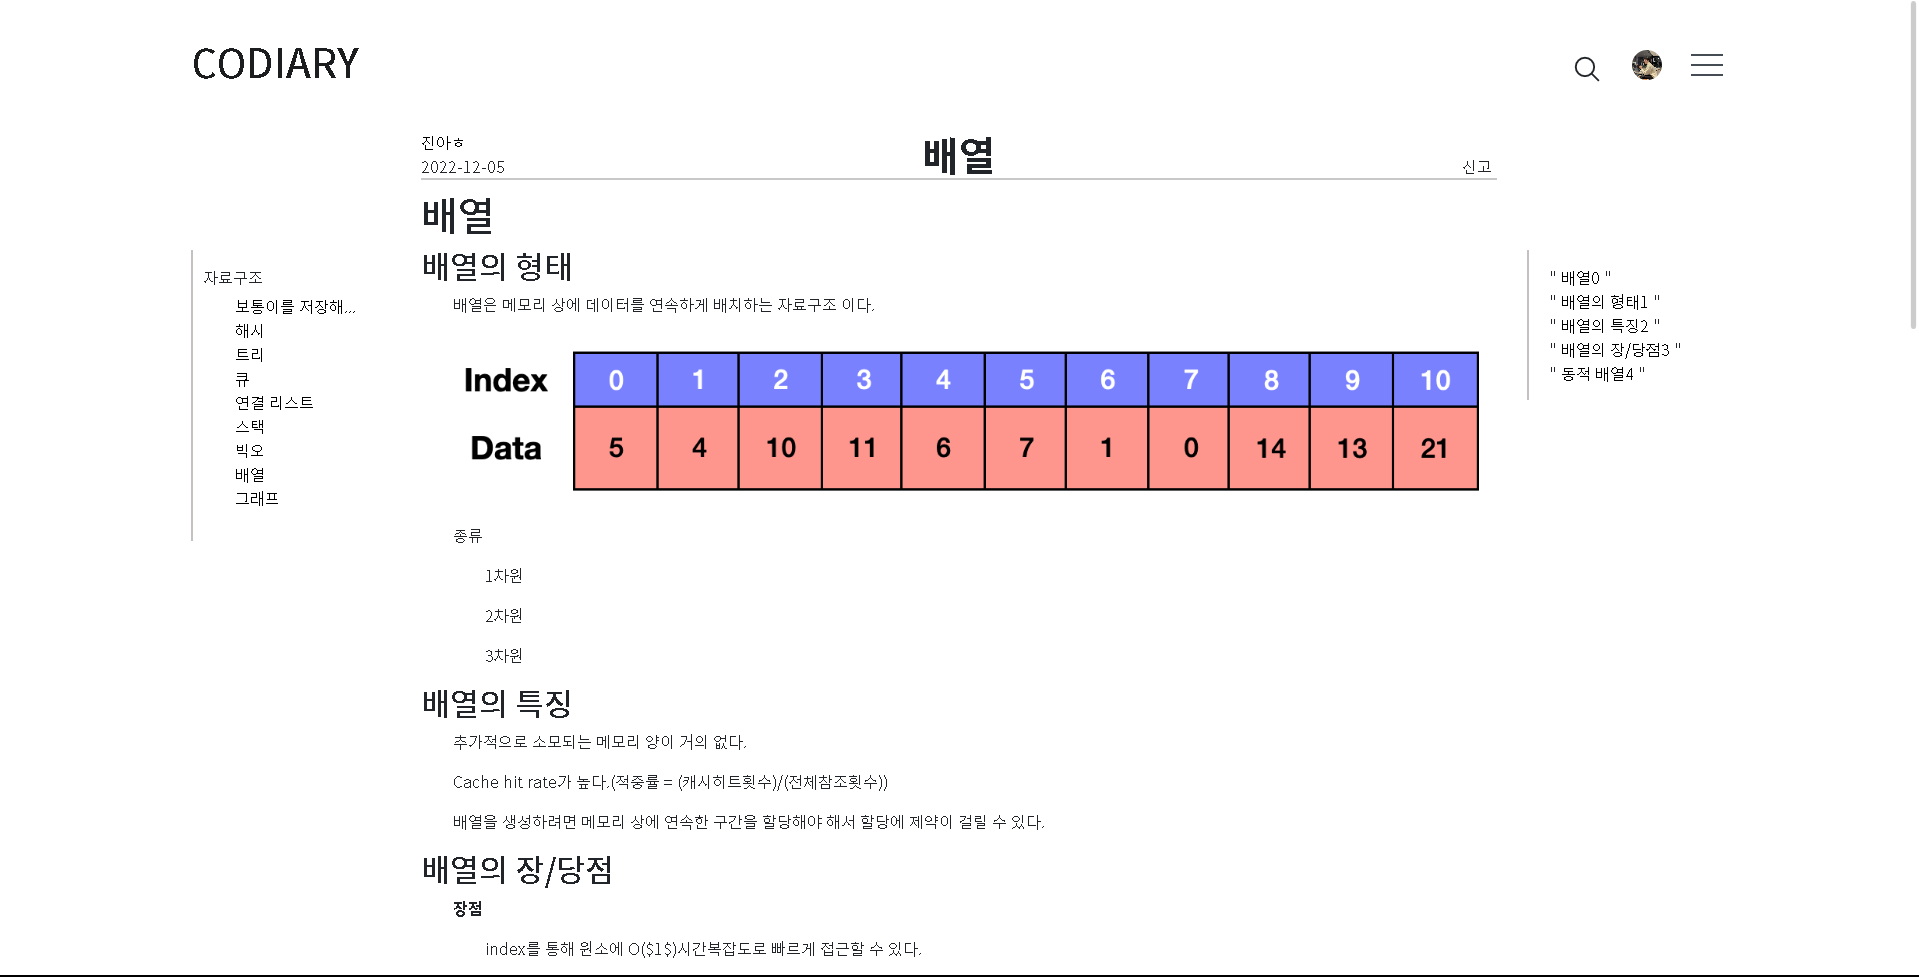 CODIARY
진아ㅎ
2022-12-05
배열
신고
자료구조
보통이를 저장해...
해시
트리
큐
연결 리스트
스택
빅오
배열
그래프
배열
배열의 형태
배열은 메모리 상에 데이터를 연속하게 배치하는 자료구조 이다.
Index 0 1 2 3 4 5 6 7 8 9 10
Data 5 4 10 11 6 7 1 0 14 13 21
종류
1차원
2차원
3차원
배열의 특징
추가적으로 소모되는 메모리 양이 거의 없다.
Cache hit rate가 높다.(적중률 = (캐시히트횟수)/(전체참조횟수))
배열을 생성하려면 메모리 상에 연속한 구간을 할당해야 해서 할당에 제약이 걸릴 수 있다.
배열의 장/당점
장점
index를 통해 원소에 O($1$)시간복잡도로 빠르게 접근할 수 있다.
" 배열0 "
" 배열의 형태1 "
" 배열의 특징2 "
" 배열의 장/당점3 "
" 동적 배열4 "